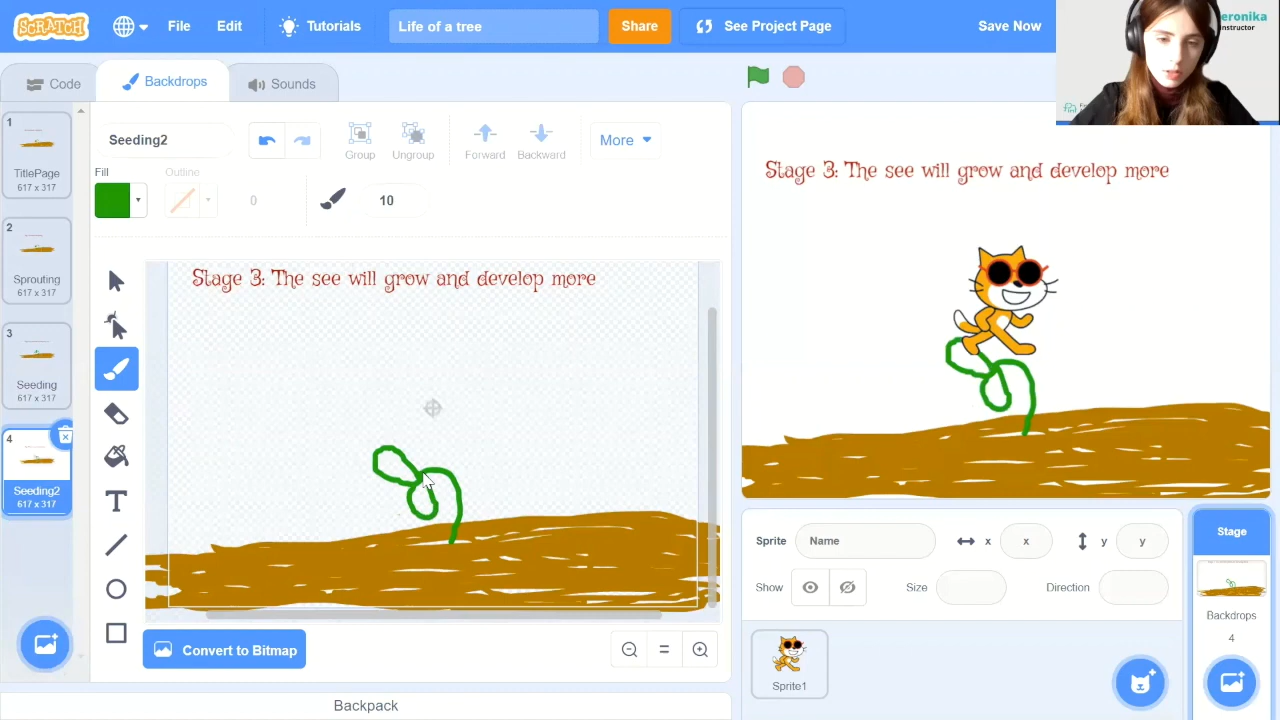 SCRATCH File Edit Tutorials Life of a tree Share See Project Page Save Now
eronika
Instructor
Code Backdrops Sounds
1
TitlePage
617 x 317
2
Sprouting
617 x 317
3
Seeding
617 x 317
4
Seeding2
617 x 317
Seeding2 Group Ungroup Forward Backward More
Fill Outline 0 10
Stage 3: The see will grow and develop more
T
Convert to Bitmap
Backpack
Stage 3: The see will grow and develop more
Sprite Name x x y y
Show Size Direction
Sprite1
Stage
Backdrops
4